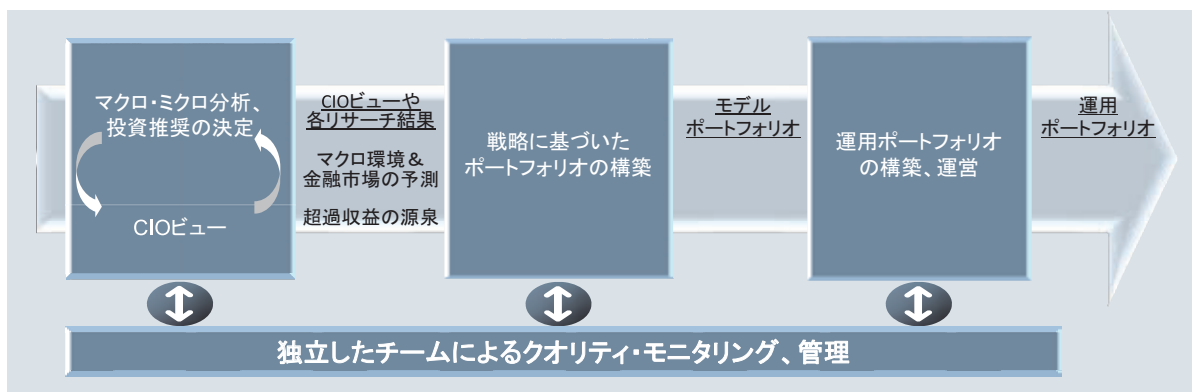 マクロ・ミクロ分析、
投資推奨の決定
CIOビュー
CIOビューや
各リサーチ結果
マクロ環境＆
金融市場の予測
超過収益の源泉
戦略に基づいた
ポートフォリオの構築
モデル
ポートフォリオ
運用ポートフォリオ
の構築、運営
運用
ポートフォリオ
独立したチームによるクオリティ・モニタリング、管理